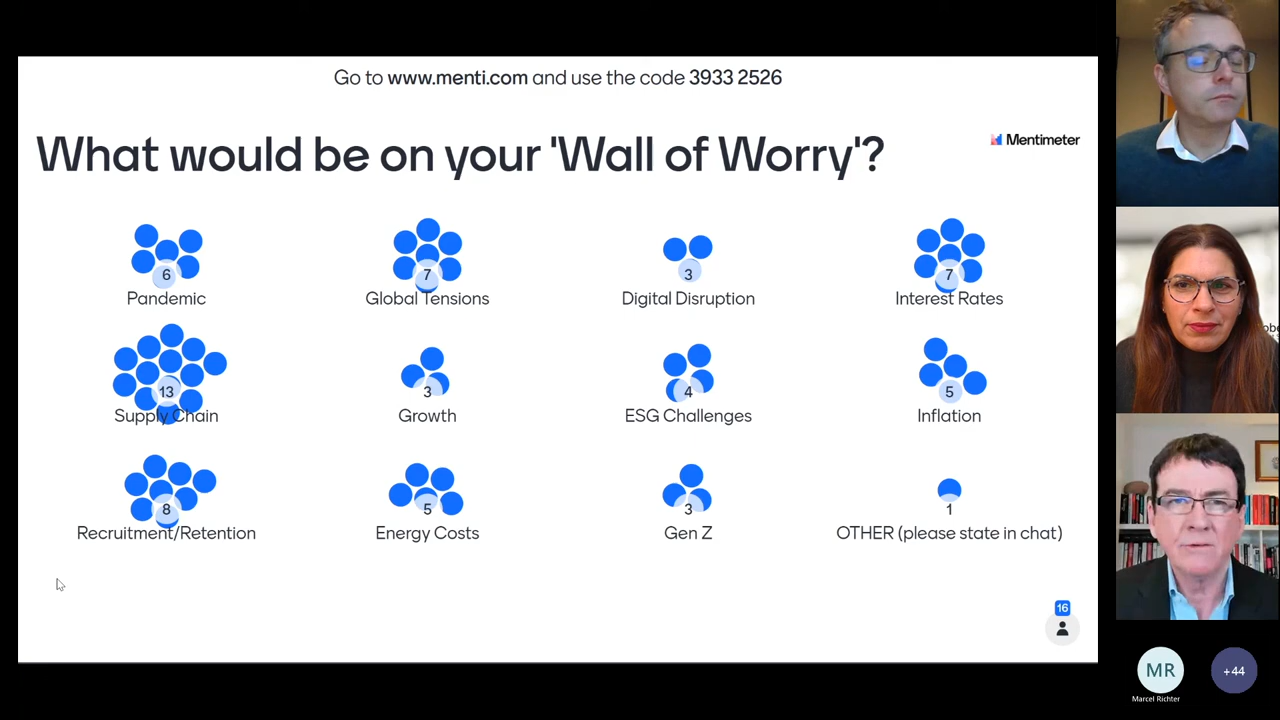 Go to www.menti.com and use the code 3933 2526
What would be on your 'Wall of Worry'?
Mentimeter
6
Pandemic
7
Global Tensions
3
Digital Disruption
7
Interest Rates
13
Supply Chain
3
Growth
4
ESG Challenges
5
Inflation
8
Recruitment/Retention
5
Energy Costs
3
Gen Z
1
OTHER (please state in chat)
16
MR
Marcel Richter
+44